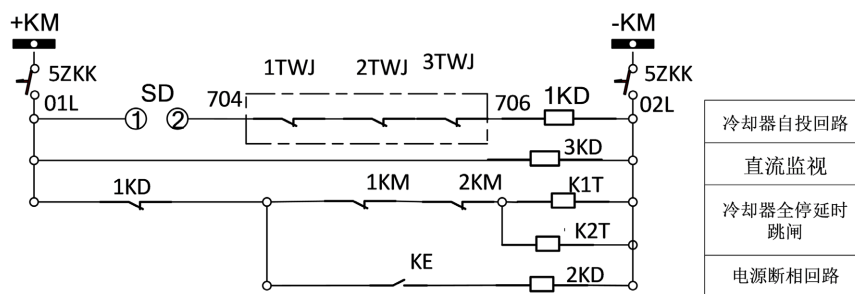 +KM
-KM
5ZKK
5ZKK
1TWJ 2TWJ 3TWJ
SD
01L
① ②
704
706
1KD
02L
冷却器自投回路
3KD
直流监视
1KD
1KM
2KM
K1T
冷却器全停延时
跳闸
K2T
KE
2KD
电源断相回路